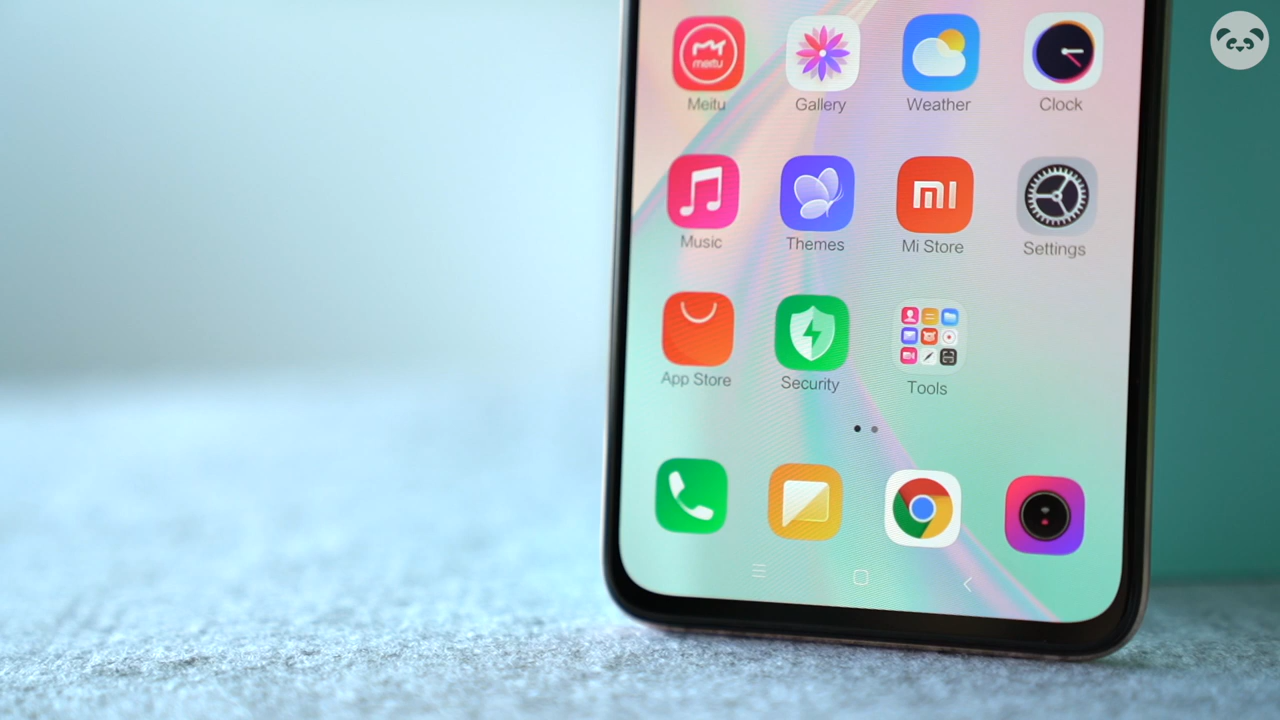 meitu
Meitu
Gallery
Weather
Clock
Music
Themes
mi
Mi Store
Settings
App Store
Security
Tools